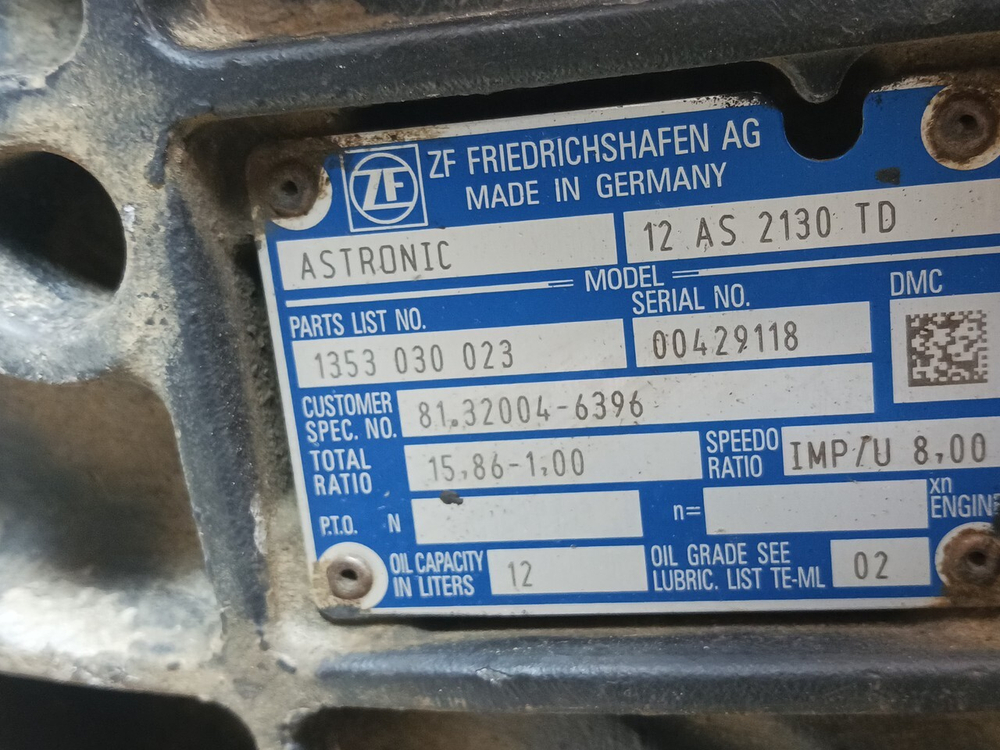 ZF
ZF FRIEDRICHSHAFEN AG
MADE IN GERMANY
ASTRONIC
12 AS 2130 TD
MODEL
PARTS LIST NO.
SERIAL NO.
DMC
1353 030 023
00429118
CUSTOMER
SPEC. NO.
81.32004-6396
TOTAL
RATIO
15,86-1,00
SPEEDO
RATIO
IMP/U 8,00
P.T.O. N
n=
xn
ENGINE
OIL CAPACITY
IN LITERS
12
OIL GRADE SEE
LUBRIC. LIST TE-ML
02